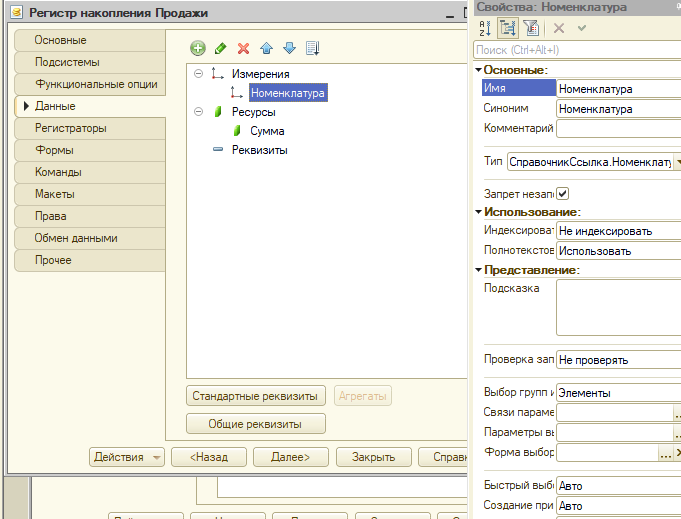 Регистр накопления Продажи
Основные
Подсистемы
Функциональные опции
Данные
Регистраторы
Формы
Команды
Макеты
Права
Обмен данными
Прочее
Измерения
Номенклатура
Ресурсы
Сумма
Реквизиты
Стандартные реквизиты
Агрегаты
Общие реквизиты
Действия
<Назад
Далее>
Закрыть
Справк
Свойства: Номенклатура
Поиск (Ctrl+Alt+I)
Основные:
Имя Номенклатура
Синоним Номенклатура
Комментарий
Тип СправочникСсылка.Номенклату
Запрет незап
Использование:
Индексироват Не индексировать
Полнотекстов Использовать
Представление:
Подсказка
Проверка зап Не проверять
Выбор групп и Элементы
Связи параме
Параметры вы
Форма выбор
Быстрый выбо Авто
Создание при Авто